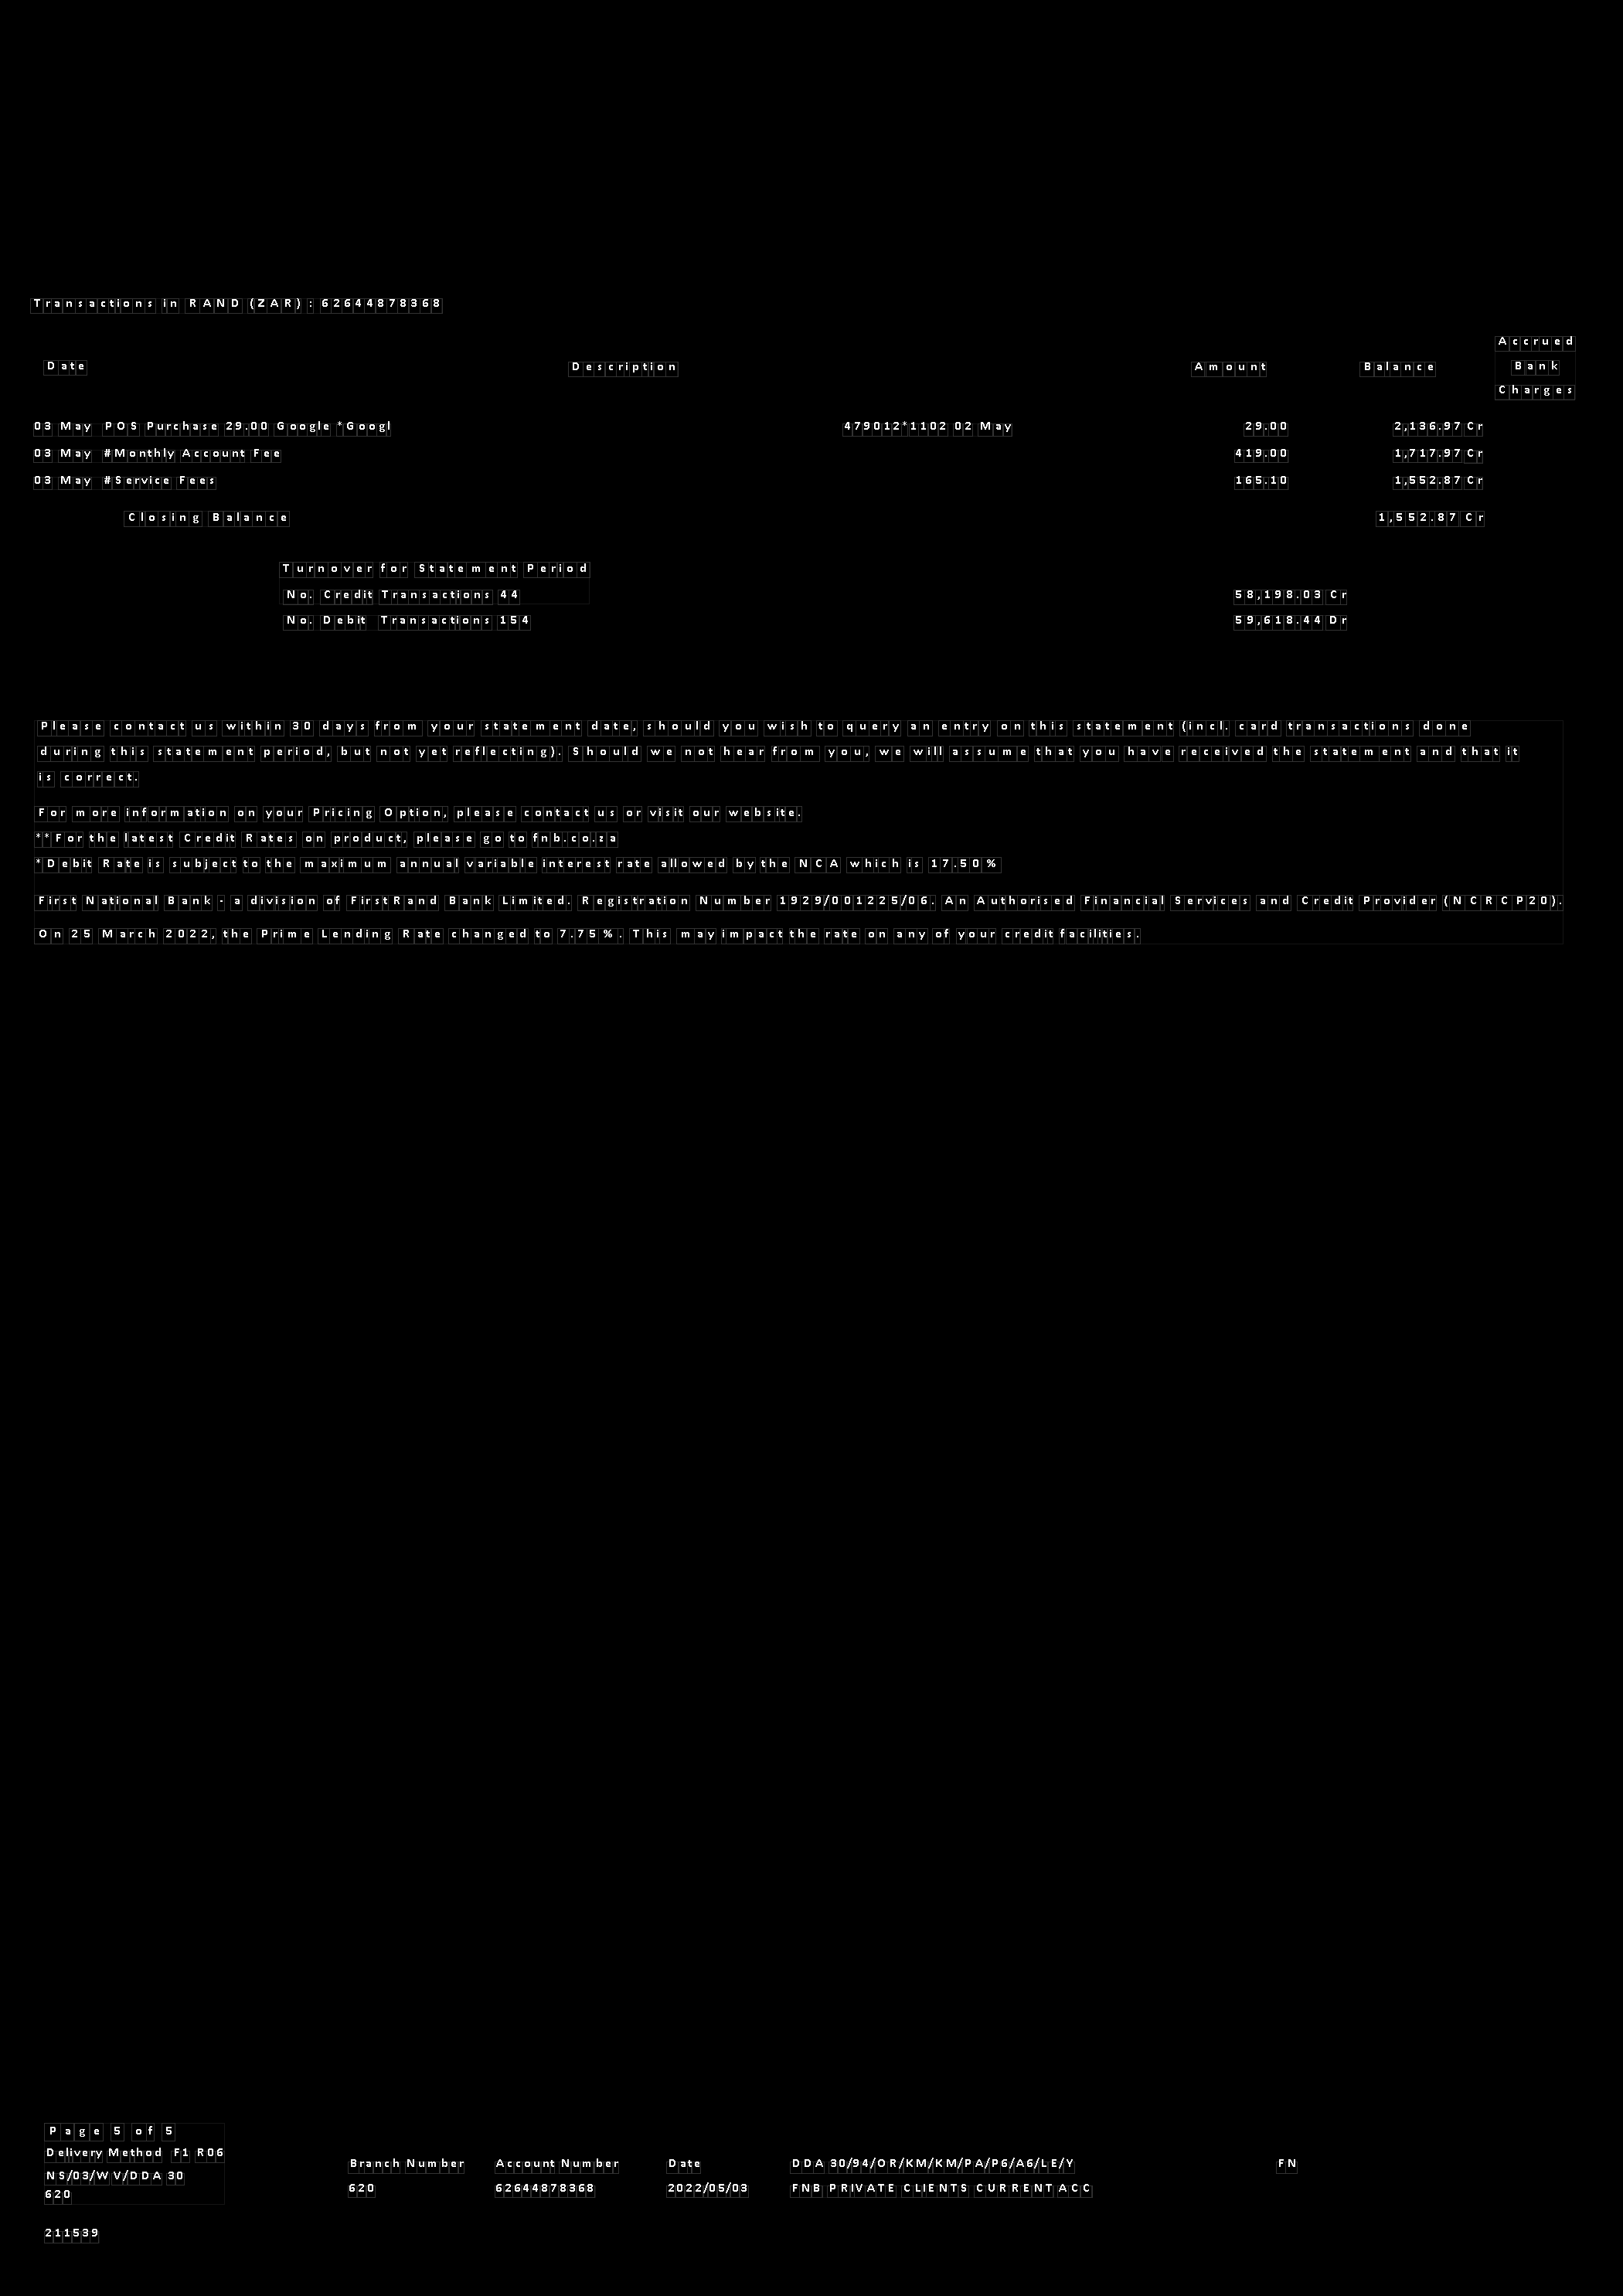 Transactions in RAND (ZAR) : 62644878368
Accrued
Date Description Amount Balance Bank
Charges
03 May POS Purchase 29.00 Google *Googl 479012*1102 02 May 29.00 2,136.97 Cr
03 May #Monthly Account Fee 419.00 1,717.97 Cr
03 May #Service Fees 165.10 1,552.87 Cr
Closing Balance 1,552.87 Cr
Turnover for Statement Period
No. Credit Transactions 44 58,198.03 Cr
No. Debit Transactions 154 59,618.44 Dr
Please contact us within 30 days from your statement date, should you wish to query an entry on this statement (incl. card transactions done
during this statement period, but not yet reflecting). Should we not hear from you, we will assume that you have received the statement and that it
is correct.
For more information on your Pricing Option, please contact us or visit our website.
**For the latest Credit Rates on product, please go to fnb.co.za
*Debit Rate is subject to the maximum annual variable interest rate allowed by the NCA which is 17.50%
First National Bank - a division of FirstRand Bank Limited. Registration Number 1929/001225/06. An Authorised Financial Services and Credit Provider (NCRCP20).
On 25 March 2022, the Prime Lending Rate changed to 7.75%. This may impact the rate on any of your credit facilities.
Page 5 of 5
Delivery Method F1 R06
NS/03/WV/DDA 30
620
Branch Number Account Number Date DDA 30/94/OR/KM/KM/PA/P6/A6/LE/Y FN
620 62644878368 2022/05/03 FNB PRIVATE CLIENTS CURRENT ACC
211539